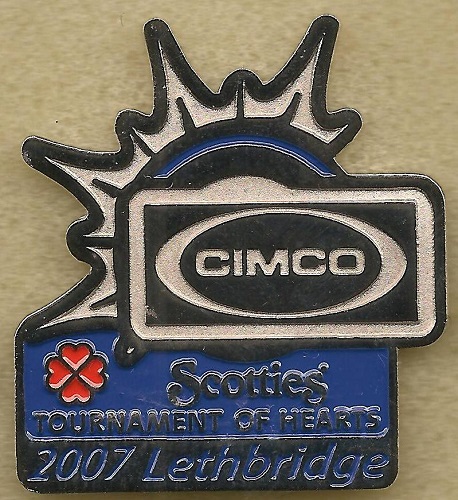 CIMCO
Scotties
TOURNAMENT OF HEARTS
2007 Lethbridge